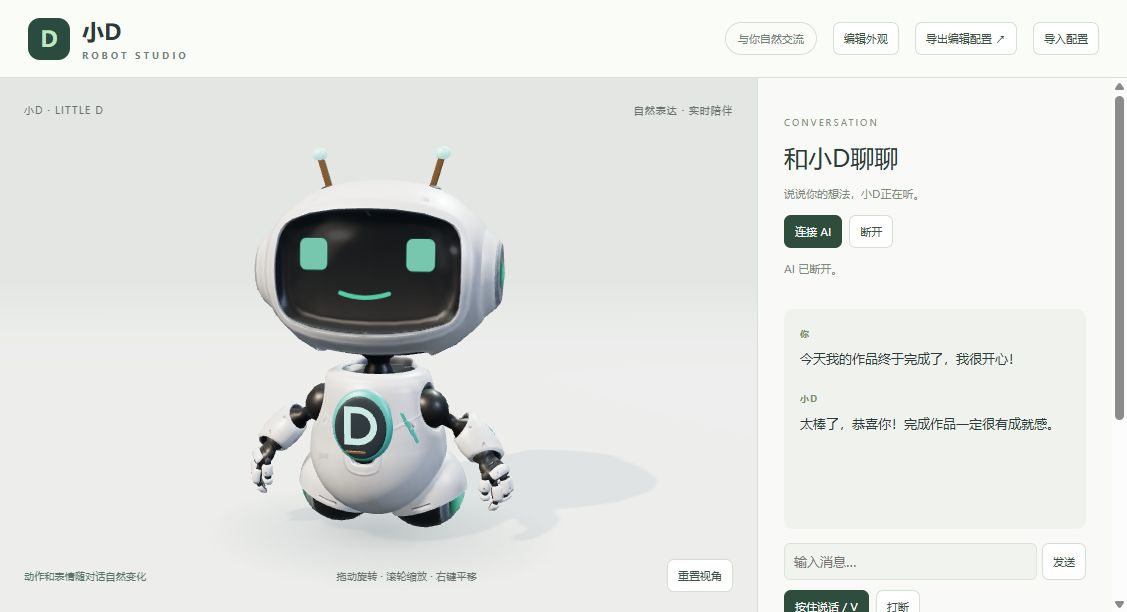 D
小D
ROBOT STUDIO
与你自然交流
编辑外观
导出编辑配置 ↗
导入配置
小D · LITTLE D
自然表达 · 实时陪伴
D
动作和表情随对话自然变化
拖动旋转 · 滚轮缩放 · 右键平移
重置视角
CONVERSATION
和小D聊聊
说说你的想法，小D正在听。
连接 AI
断开
AI 已断开。
你
今天我的作品终于完成了，我很开心！
小D
太棒了，恭喜你！完成作品一定很有成就感。
输入消息...
发送
按住说话 / V
打断